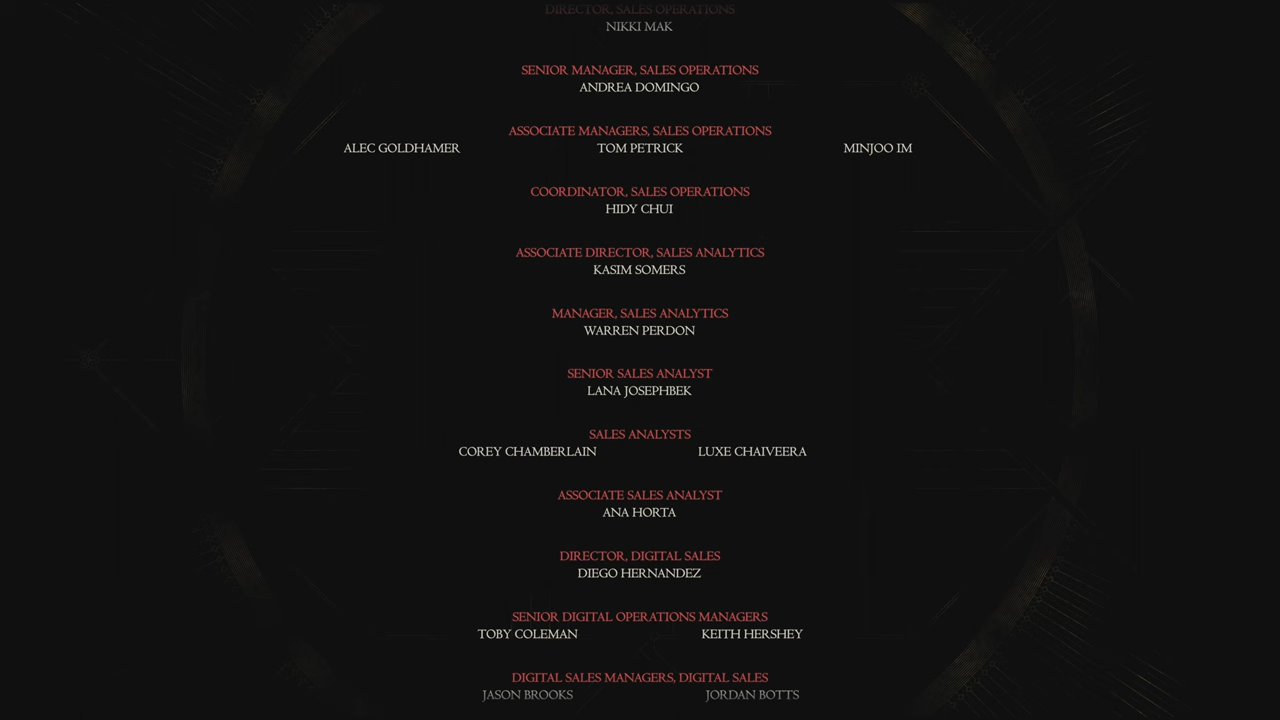 DIRECTOR, SALES OPERATIONS
NIKKI MAK
SENIOR MANAGER, SALES OPERATIONS
ANDREA DOMINGO
ASSOCIATE MANAGERS, SALES OPERATIONS
ALEC GOLDHAMER TOM PETRICK MINJOO IM
COORDINATOR, SALES OPERATIONS
HIDY CHUI
ASSOCIATE DIRECTOR, SALES ANALYTICS
KASIM SOMERS
MANAGER, SALES ANALYTICS
WARREN PERDON
SENIOR SALES ANALYST
LANA JOSEPHBEK
SALES ANALYSTS
COREY CHAMBERLAIN LUXE CHAIVEERA
ASSOCIATE SALES ANALYST
ANA HORTA
DIRECTOR, DIGITAL SALES
DIEGO HERNANDEZ
SENIOR DIGITAL OPERATIONS MANAGERS
TOBY COLEMAN KEITH HERSHEY
DIGITAL SALES MANAGERS, DIGITAL SALES
JASON BROOKS JORDAN BOTTS